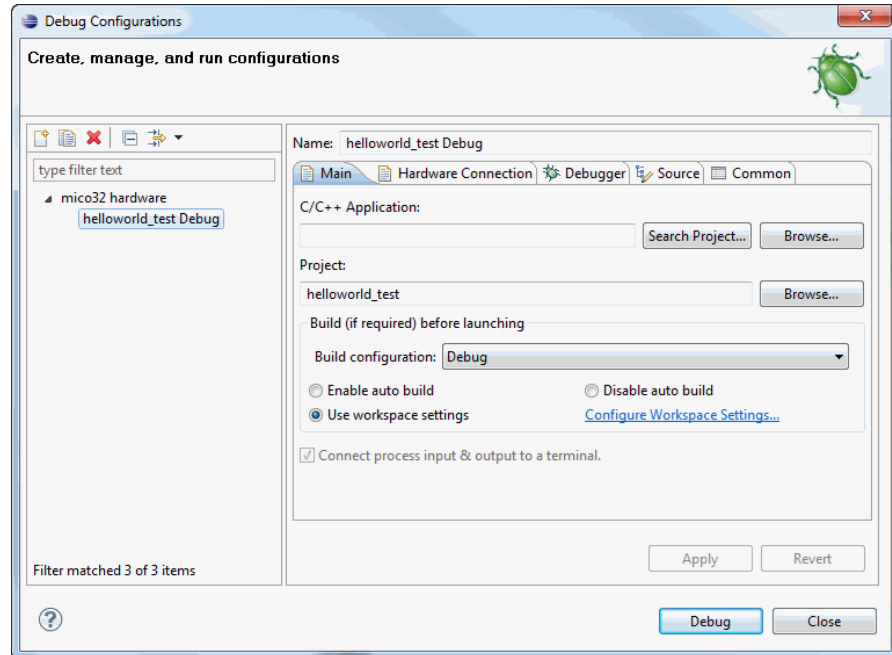 Debug Configurations
Create, manage, and run configurations
type filter text
mico32 hardware
helloworld_test Debug
Filter matched 3 of 3 items
Name: helloworld_test Debug
Main Hardware Connection Debugger Source Common
C/C++ Application:
Search Project... Browse...
Project:
helloworld_test Browse...
Build (if required) before launching
Build configuration: Debug
Enable auto build Disable auto build
Use workspace settings Configure Workspace Settings...
Connect process input & output to a terminal.
Apply Revert
? Debug Close